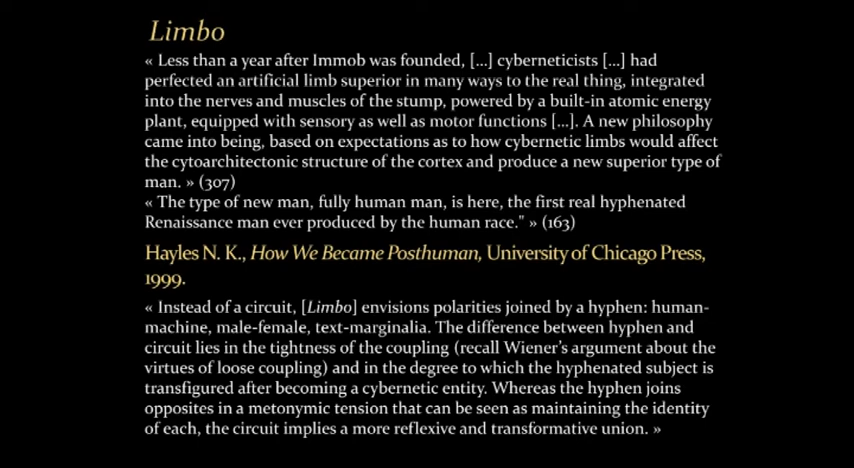 Limbo
« Less than a year after Immob was founded, [...] cyberneticists [...] had
perfected an artificial limb superior in many ways to the real thing, integrated
into the nerves and muscles of the stump, powered by a built-in atomic energy
plant, equipped with sensory as well as motor functions [...]. A new philosophy
came into being, based on expectations as to how cybernetic limbs would affect
the cytoarchitectonic structure of the cortex and produce a new superior type of
man. » (307)
« The type of new man, fully human man, is here, the first real hyphenated
Renaissance man ever produced by the human race." » (163)
Hayles N. K., How We Became Posthuman, University of Chicago Press,
1999.
« Instead of a circuit, [Limbo] envisions polarities joined by a hyphen: human-
machine, male-female, text-marginalia. The difference between hyphen and
circuit lies in the tightness of the coupling (recall Wiener's argument about the
virtues of loose coupling) and in the degree to which the hyphenated subject is
transfigured after becoming a cybernetic entity. Whereas the hyphen joins
opposites in a metonymic tension that can be seen as maintaining the identity
of each, the circuit implies a more reflexive and transformative union. »